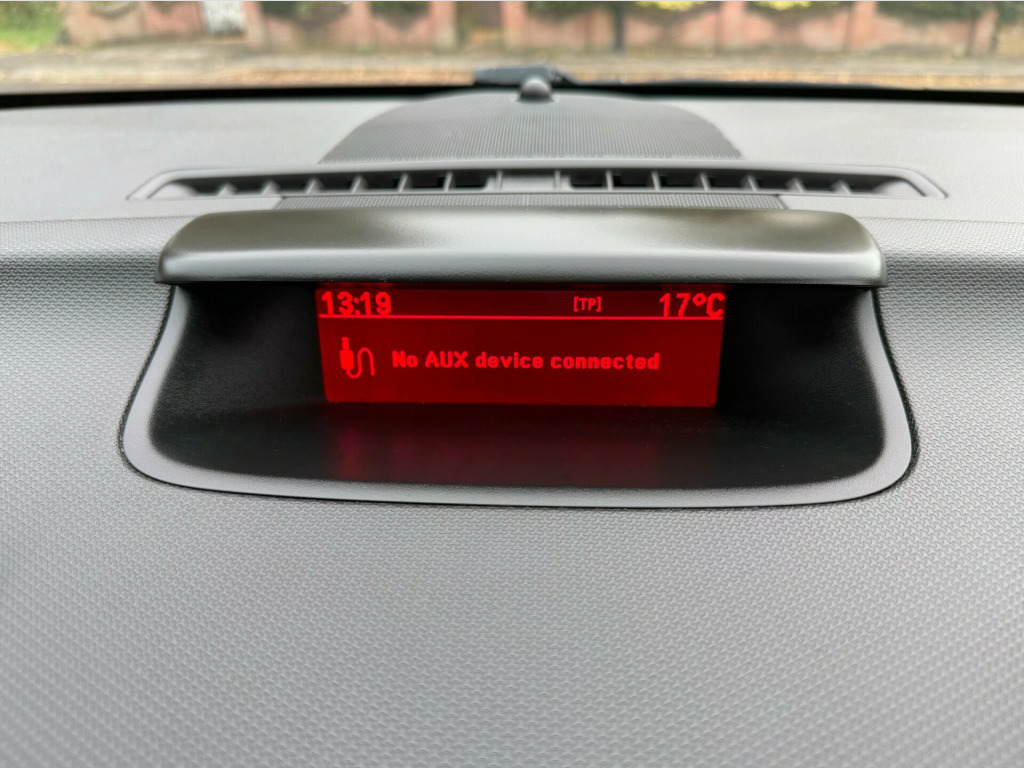 13:19 [TP] 17°C
No AUX device connected